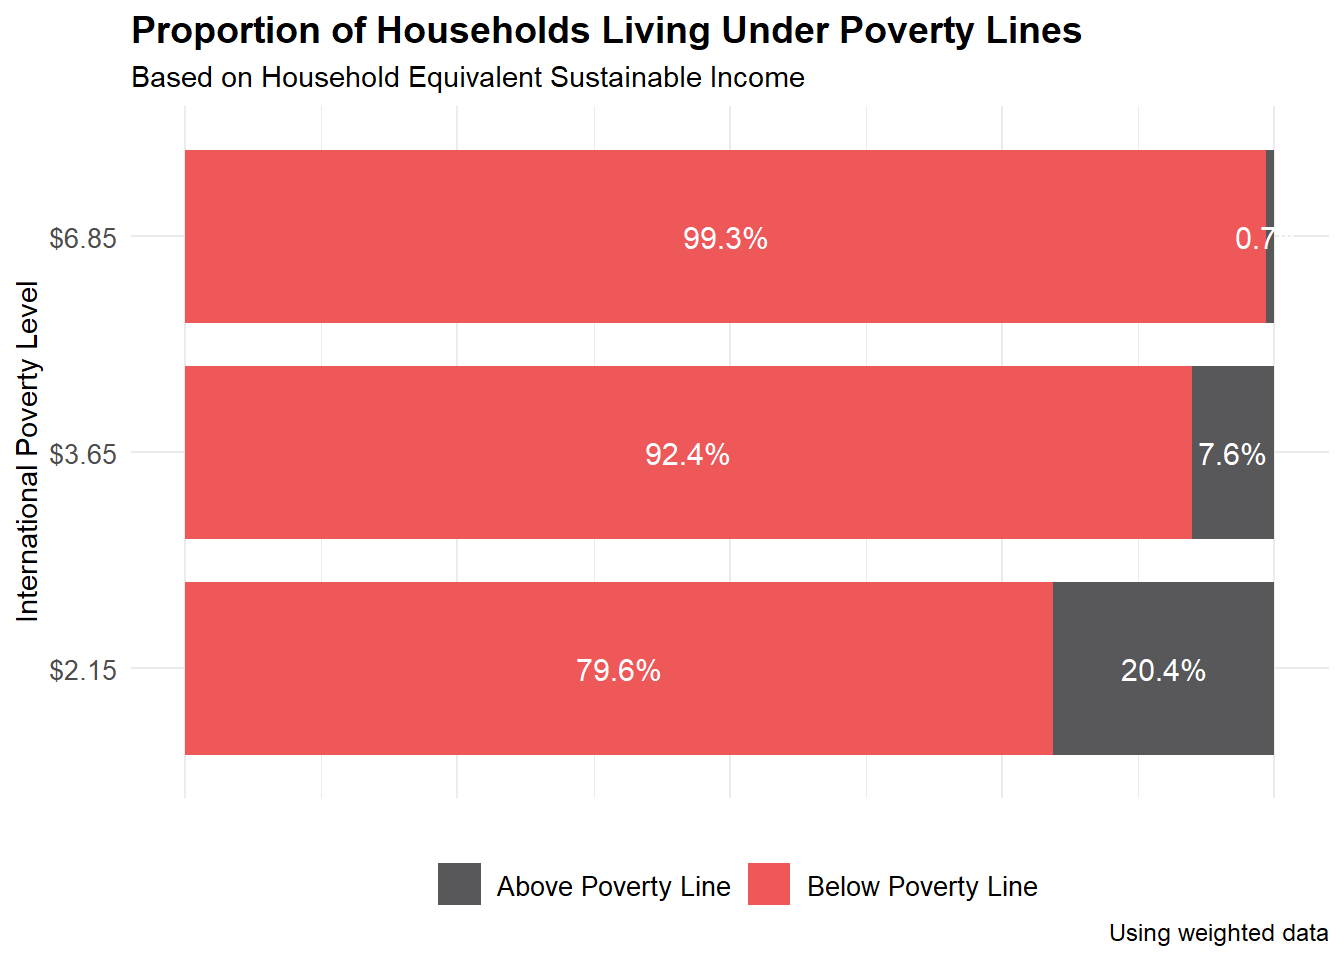 Proportion of Households Living Under Poverty Lines
Based on Household Equivalent Sustainable Income
International Poverty Level
$6.85
99.3%
0.7
$3.65
92.4%
7.6%
$2.15
79.6%
20.4%
Above Poverty Line
Below Poverty Line
Using weighted data